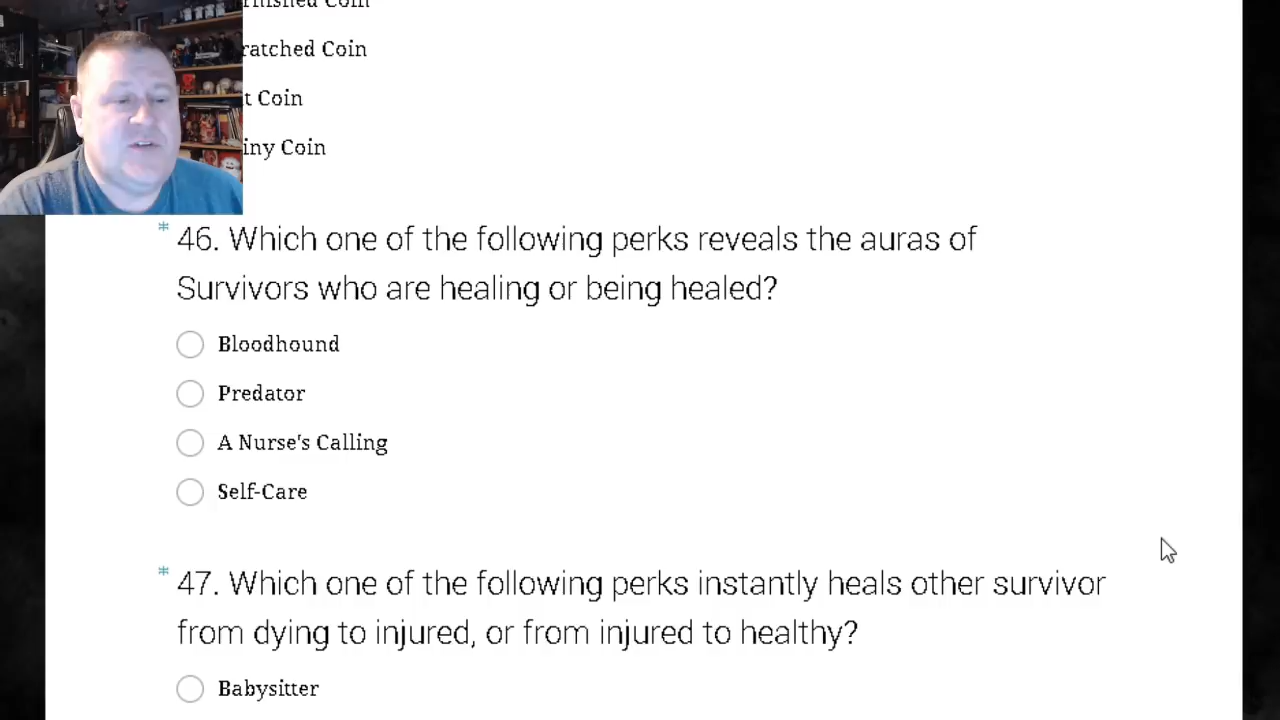 Coin
Coin
Coin
Coin
* 46. Which one of the following perks reveals the auras of
Survivors who are healing or being healed?
Bloodhound
Predator
A Nurse's Calling
Self-Care
* 47. Which one of the following perks instantly heals other survivor
from dying to injured, or from injured to healthy?
Babysitter